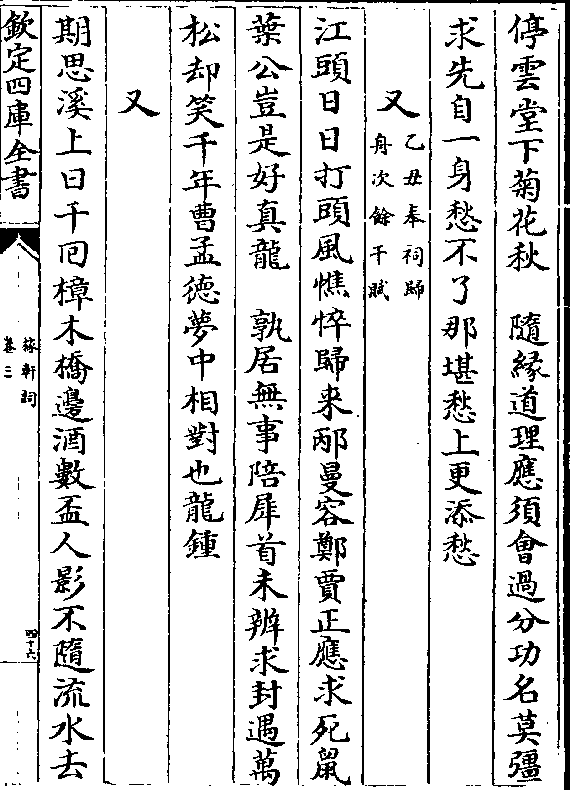 停雲堂下菊花秋　隨緣道理應須會過分功名莫彊
求先自一身愁不了那堪愁上更添愁
又乙丑奉祠歸
舟次餘干賦
江頭日日打頭風憔悴歸来邴曼容鄭賈正應求死鼠
葉公豈是好真龍　孰居無事陪犀首未辨求封遇萬
松却笑千年曹孟徳夢中相對也龍鍾
又
期思溪上日千囘樟木橋邊酒數盃人影不隨流水去
欽定四庫全書
稼軒詞
卷三
四十六